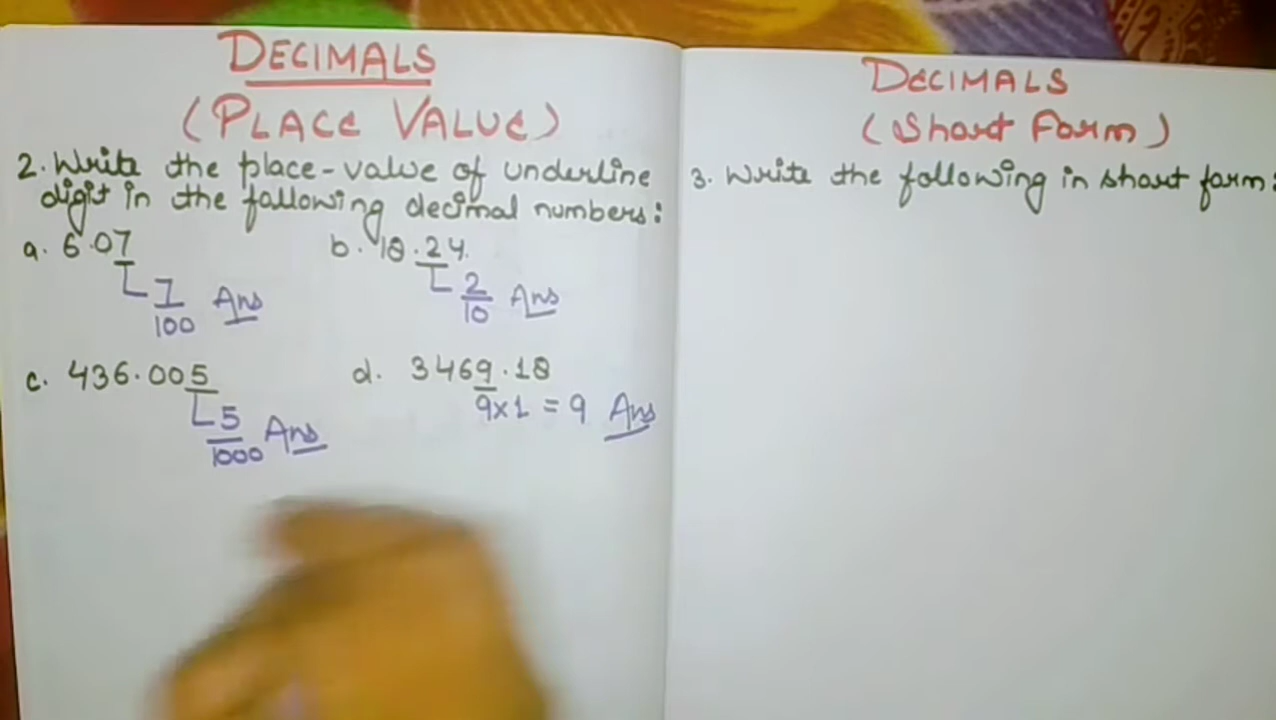 DECIMALS
(PLACE VALUE)
2. Write the place-value of underline
digit in the following decimal numbers:
a. 6.07
7
100 Ans
b. 18.24.
2
10 Ans
c. 436.005
5
1000 Ans
d. 3469.18
9x1 = 9 Ans
DECIMALS
(Short Form)
3. Write the following in short form: